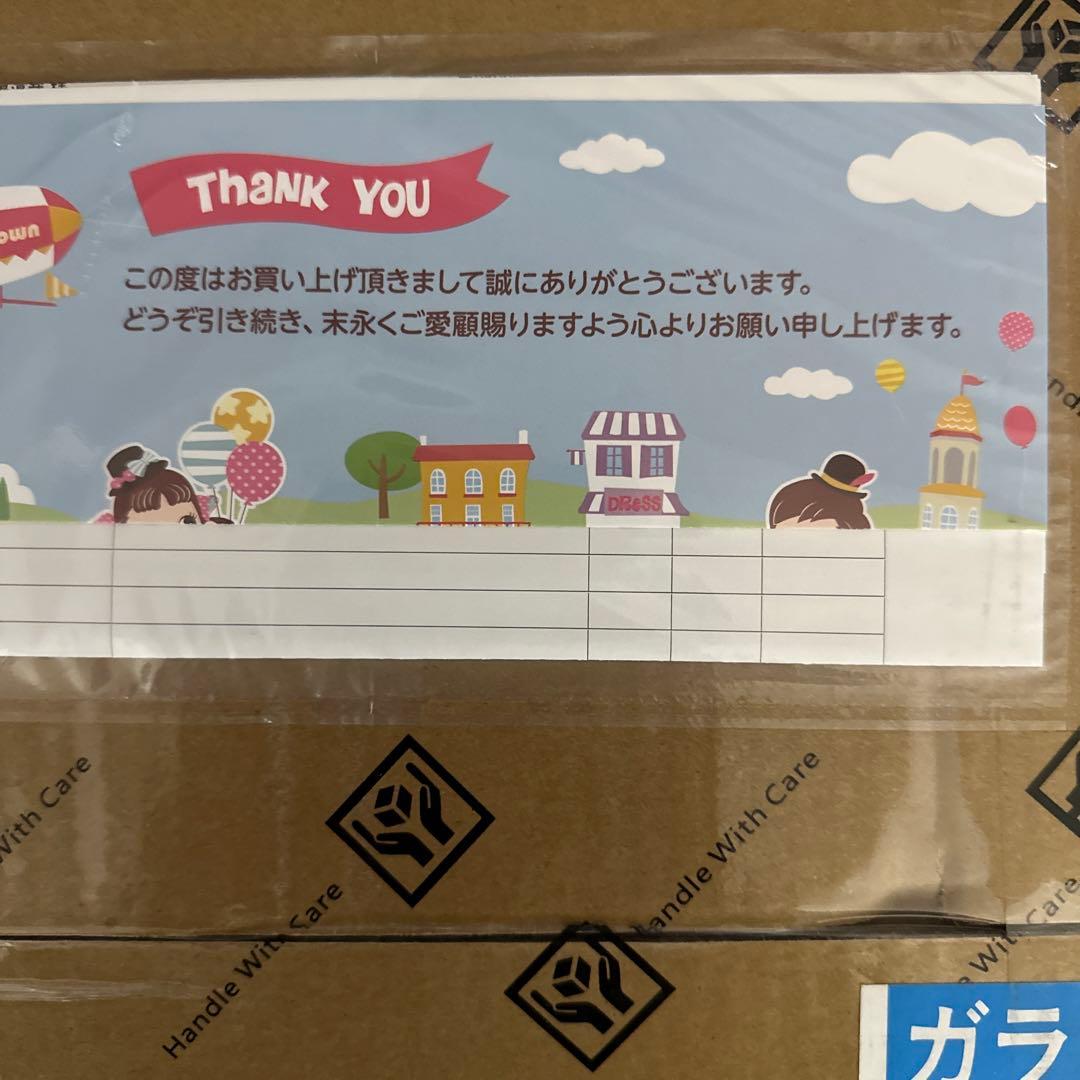 THANK YOU
own
この度はお買い上げ頂きまして誠にありがとうございます。
どうぞ引き続き、末永くご愛顧賜りますよう心よりお願い申し上げます。
DRESS
With Care
Handle With Care
Handle With Care
With Care
ガラ